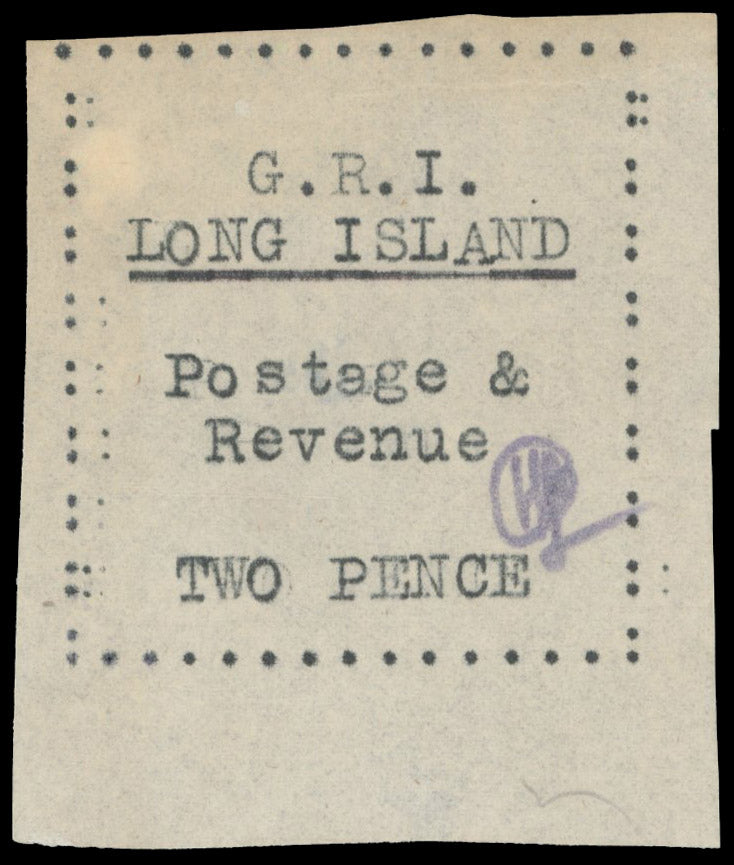 G.R.I.
LONG ISLAND
Postage &
Revenue
TWO PENCE